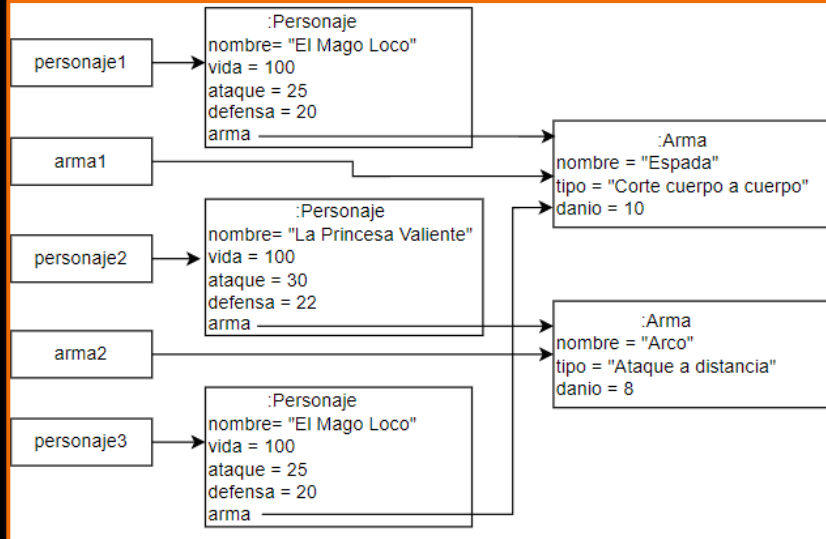 personaje1
:Personaje
nombre= "El Mago Loco"
vida = 100
ataque = 25
defensa = 20
arma
arma1
:Arma
nombre = "Espada"
tipo = "Corte cuerpo a cuerpo"
danio = 10
personaje2
:Personaje
nombre= "La Princesa Valiente"
vida = 100
ataque = 30
defensa = 22
arma
arma2
:Arma
nombre = "Arco"
tipo = "Ataque a distancia"
danio = 8
personaje3
:Personaje
nombre= "El Mago Loco"
vida = 100
ataque = 25
defensa = 20
arma